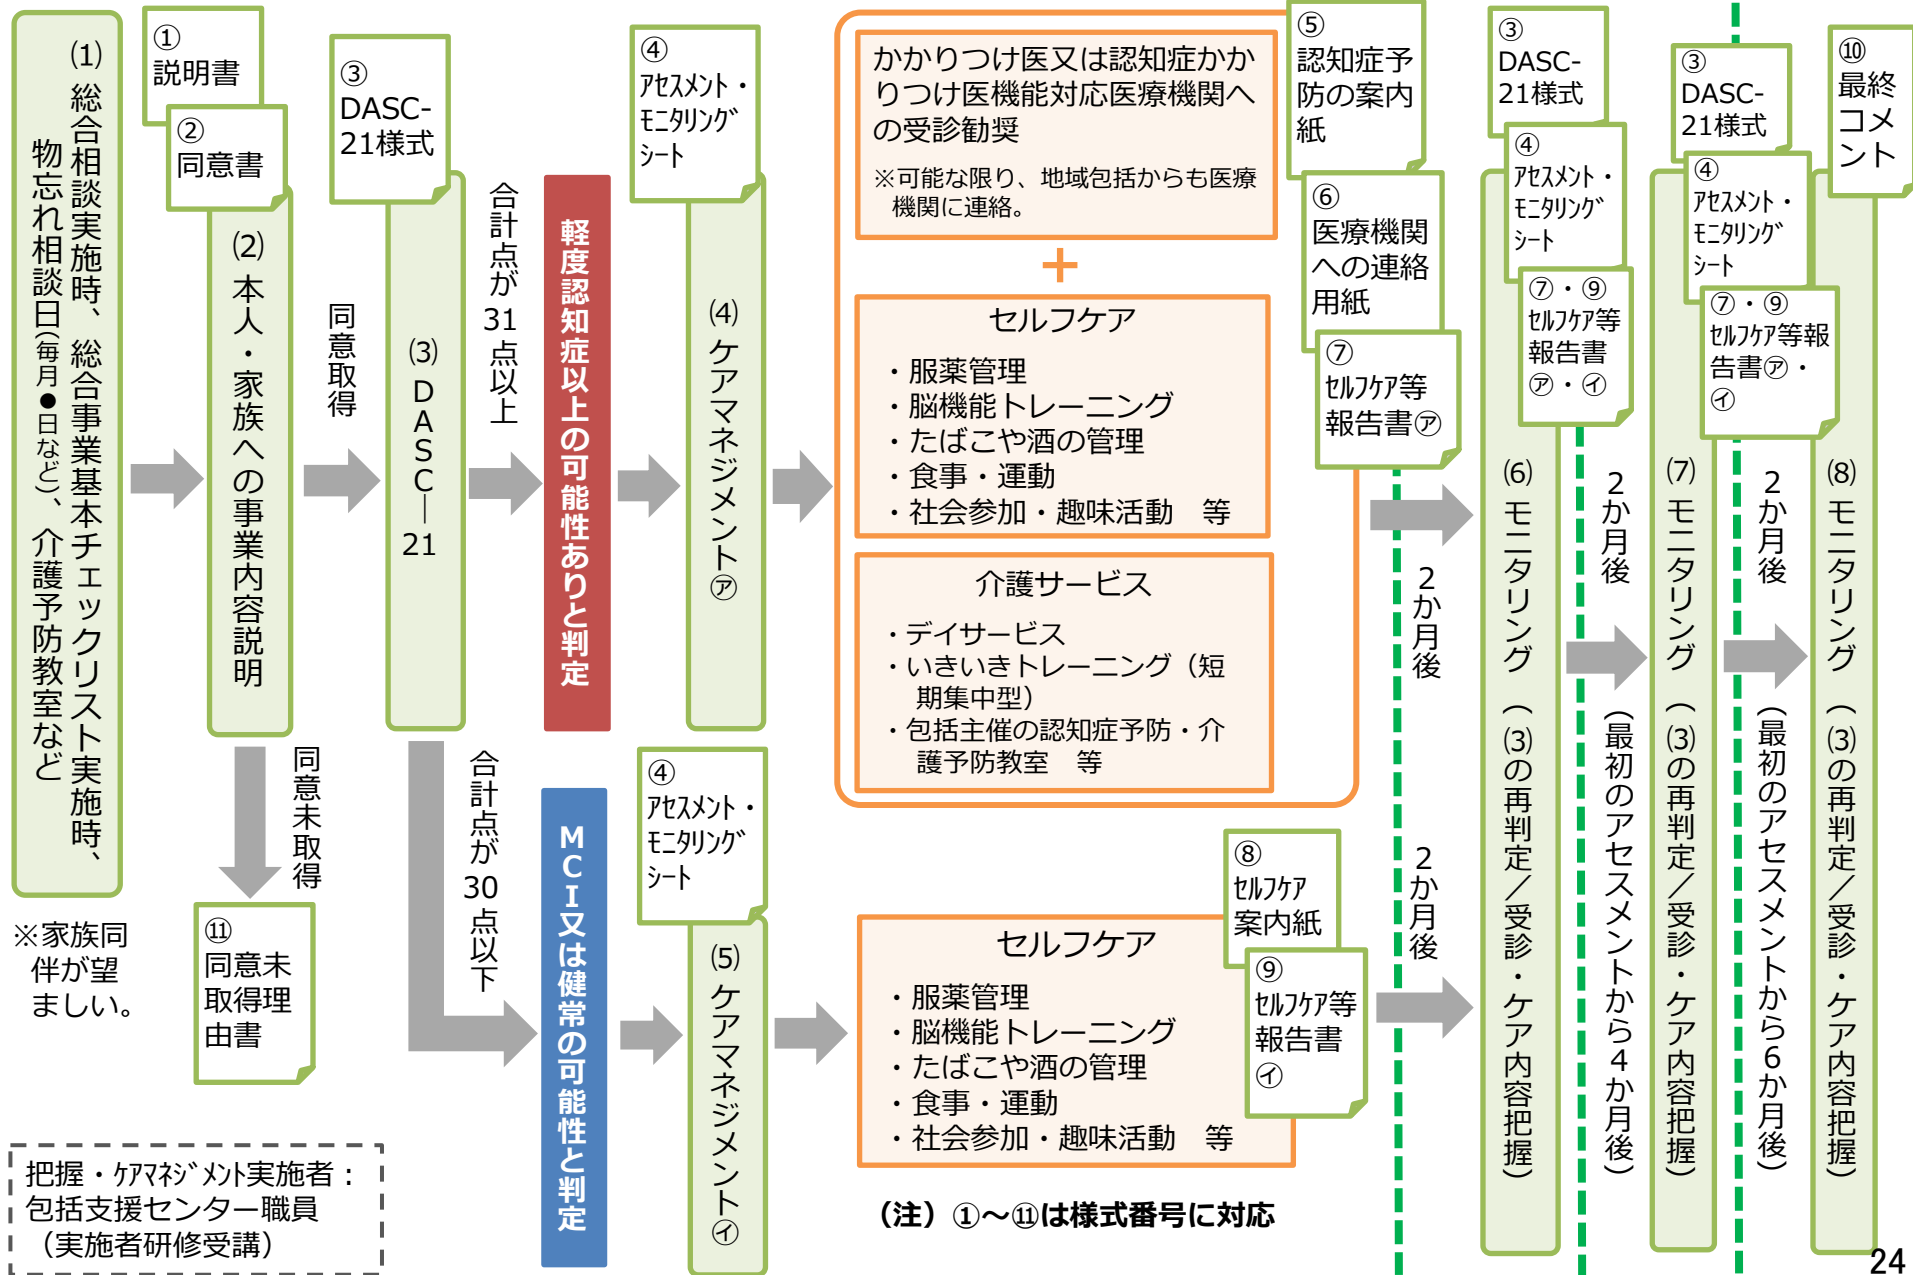 (1) 総合相談実施時、総合事業基本チェックリスト実施時、
物忘れ相談日(毎月●日など)、介護予防教室など
※家族同
伴が望
ましい。
①
説明書
②
同意書
(2) 本人・家族への事業内容説明
同意取得
同意未取得
⑪
同意未
取得理
由書
③
DASC-
21様式
(3) DASC―21
合計点が31点以上
合計点が30点以下
軽度認知症以上の可能性ありと判定
MCI又は健常の可能性と判定
④
ｱｾｽﾒﾝﾄ・
ﾓﾆﾀﾘﾝｸﾞ
ｼｰﾄ
(4) ケアマネジメント㋐
④
ｱｾｽﾒﾝﾄ・
ﾓﾆﾀﾘﾝｸﾞ
ｼｰﾄ
(5) ケアマネジメント㋑
かかりつけ医又は認知症かか
りつけ医機能対応医療機関へ
の受診勧奨
※可能な限り、地域包括からも医療
機関に連絡。
＋
セルフケア
・服薬管理
・脳機能トレーニング
・たばこや酒の管理
・食事・運動
・社会参加・趣味活動　等
介護サービス
・デイサービス
・いきいきトレーニング（短
期集中型）
・包括主催の認知症予防・介
護予防教室　等
⑤
認知症予
防の案内
紙
⑥
医療機関
への連絡
用紙
⑦
ｾﾙﾌｹｱ等
報告書㋐
セルフケア
・服薬管理
・脳機能トレーニング
・たばこや酒の管理
・食事・運動
・社会参加・趣味活動　等
⑧
ｾﾙﾌｹｱ
案内紙
⑨
ｾﾙﾌｹｱ等
報告書
㋑
2か月後
2か月後
③
DASC-
21様式
④
ｱｾｽﾒﾝﾄ・
ﾓﾆﾀﾘﾝｸﾞ
ｼｰﾄ
⑦・⑨
ｾﾙﾌｹｱ等
報告書
㋐・㋑
(6) モニタリング（(3)の再判定／受診・ケア内容把握）
2か月後（最初のアセスメントから4か月後）
③
DASC-
21様式
④
ｱｾｽﾒﾝﾄ・
ﾓﾆﾀﾘﾝｸﾞ
ｼｰﾄ
⑦・⑨
ｾﾙﾌｹｱ等報
告書㋐・
㋑
(7) モニタリング（(3)の再判定／受診・ケア内容把握）
2か月後（最初のアセスメントから6か月後）
⑩
最終
コメ
ント
(8) モニタリング（(3)の再判定／受診・ケア内容把握）
把握・ｹｱﾏﾈｼﾞﾒﾝﾄ実施者：
包括支援センター職員
（実施者研修受講）
（注）①～⑪は様式番号に対応
24